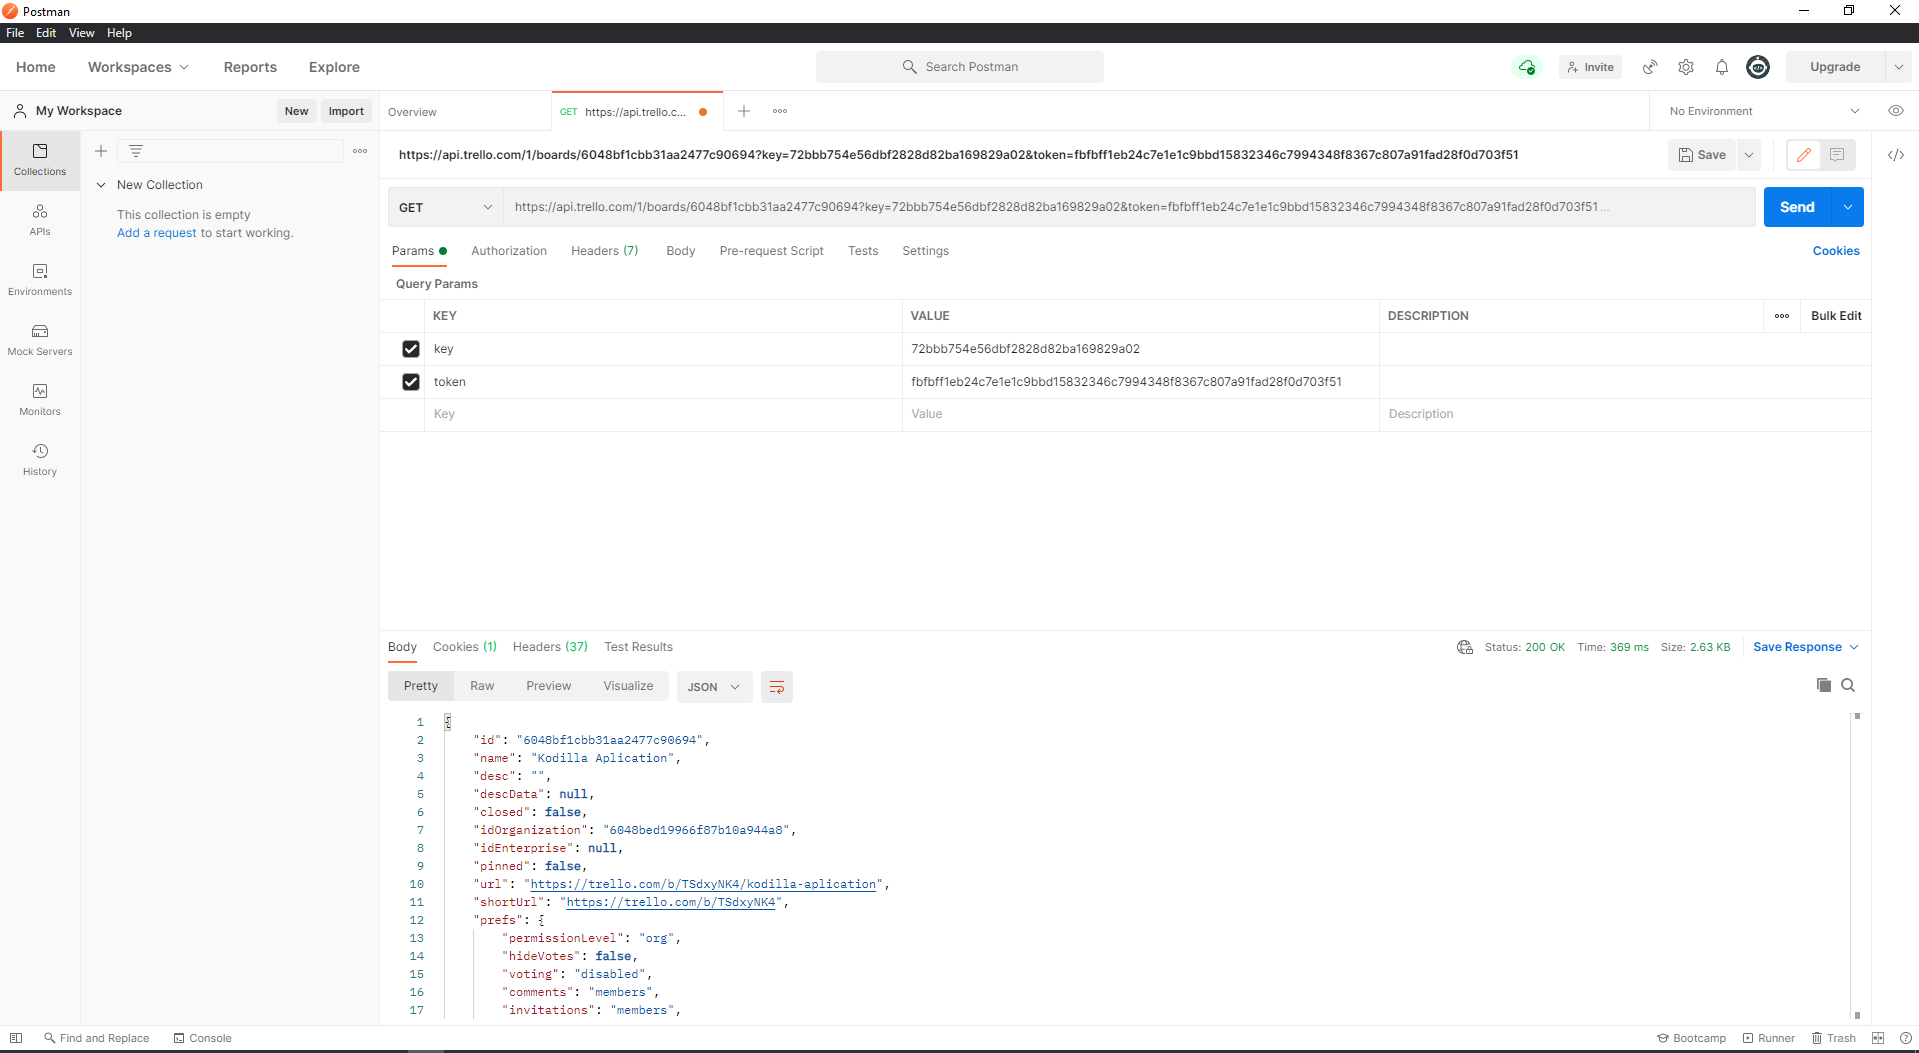 Postman
File Edit View Help
Home Workspaces Reports Explore Search Postman Invite Upgrade
My Workspace New Import Overview GET https://api.trello.c... No Environment
https://api.trello.com/1/boards/6048bf1cbb31aa2477c90694?key=72bbb754e56dbf2828d82ba169829a02&token=fbfbff1eb24c7e1e1c9bbd15832346c7994348f8367c807a91fad28f0d703f51 Save
Collections
New Collection
This collection is empty
Add a request to start working.
APIs
Environments
Mock Servers
Monitors
History
GET https://api.trello.com/1/boards/6048bf1cbb31aa2477c90694?key=72bbb754e56dbf2828d82ba169829a02&token=fbfbff1eb24c7e1e1c9bbd15832346c7994348f8367c807a91fad28f0d703f51... Send
Params Authorization Headers (7) Body Pre-request Script Tests Settings Cookies
Query Params
KEY VALUE DESCRIPTION Bulk Edit
key 72bbb754e56dbf2828d82ba169829a02
token fbfbff1eb24c7e1e1c9bbd15832346c7994348f8367c807a91fad28f0d703f51
Key Value Description
Body Cookies (1) Headers (37) Test Results Status: 200 OK Time: 369 ms Size: 2.63 KB Save Response
Pretty Raw Preview Visualize JSON
1 {
2 "id": "6048bf1cbb31aa2477c90694",
3 "name": "Kodilla Aplication",
4 "desc": "",
5 "descData": null,
6 "closed": false,
7 "idOrganization": "6048bed19966f87b10a944a8",
8 "idEnterprise": null,
9 "pinned": false,
10 "url": "https://trello.com/b/TSdxyNK4/kodilla-aplication",
11 "shortUrl": "https://trello.com/b/TSdxyNK4",
12 "prefs": {
13 "permissionLevel": "org",
14 "hideVotes": false,
15 "voting": "disabled",
16 "comments": "members",
17 "invitations": "members",
Find and Replace Console Bootcamp Runner Trash